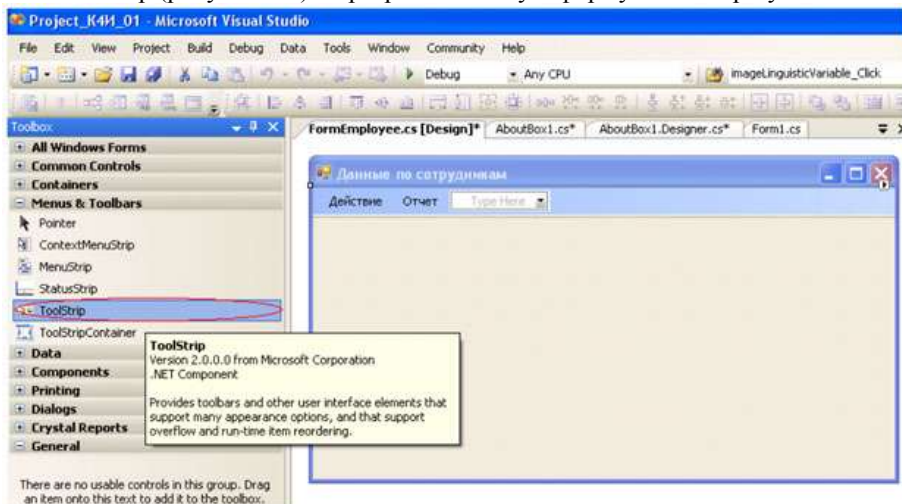 Project_K4И_01 - Microsoft Visual Studio
File Edit View Project Build Debug Data Tools Window Community Help
Debug Any CPU imageLinguisticVariable_Click
Toolbox
FormEmployee.cs [Design]* AboutBox1.cs* AboutBox1.Designer.cs* Form1.cs
All Windows Forms
Common Controls
Containers
Menus & Toolbars
Pointer
ContextMenuStrip
MenuStrip
StatusStrip
ToolStrip
ToolStripContainer
Data
Components
Printing
Dialogs
Crystal Reports
General
There are no usable controls in this group. Drag
an item onto this text to add it to the toolbox.
Данные по сотрудникам
Действие Отчет Type Here
ToolStrip
Version 2.0.0.0 from Microsoft Corporation
.NET Component
Provides toolbars and other user interface elements that
support many appearance options, and that support
overflow and run-time item reordering.